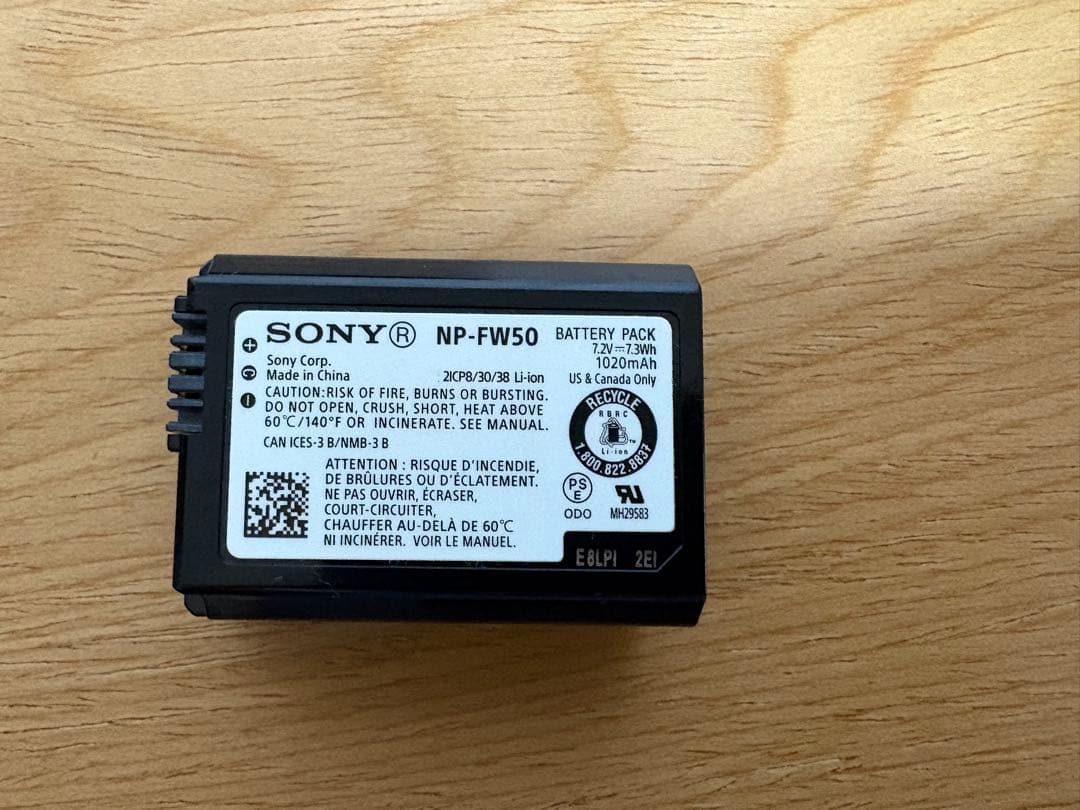 SONY® NP-FW50 BATTERY PACK
7.2V⎓7.3Wh
1020mAh
Sony Corp.
Made in China 2ICP8/30/38 Li-ion
US & Canada Only
CAUTION:RISK OF FIRE, BURNS OR BURSTING.
DO NOT OPEN, CRUSH, SHORT, HEAT ABOVE
60℃/140°F OR INCINERATE. SEE MANUAL.
CAN ICES-3 B/NMB-3 B
RECYCLE
RBRC
TM
Li-ion
1.800.822.8837
ATTENTION : RISQUE D'INCENDIE,
DE BRÛLURES OU D'ÉCLATEMENT.
NE PAS OUVRIR, ÉCRASER,
COURT-CIRCUITER,
CHAUFFER AU-DELÀ DE 60℃
NI INCINÉRER. VOIR LE MANUEL.
PS
E
ODO
RU
MH29583
E8LPI 2EI